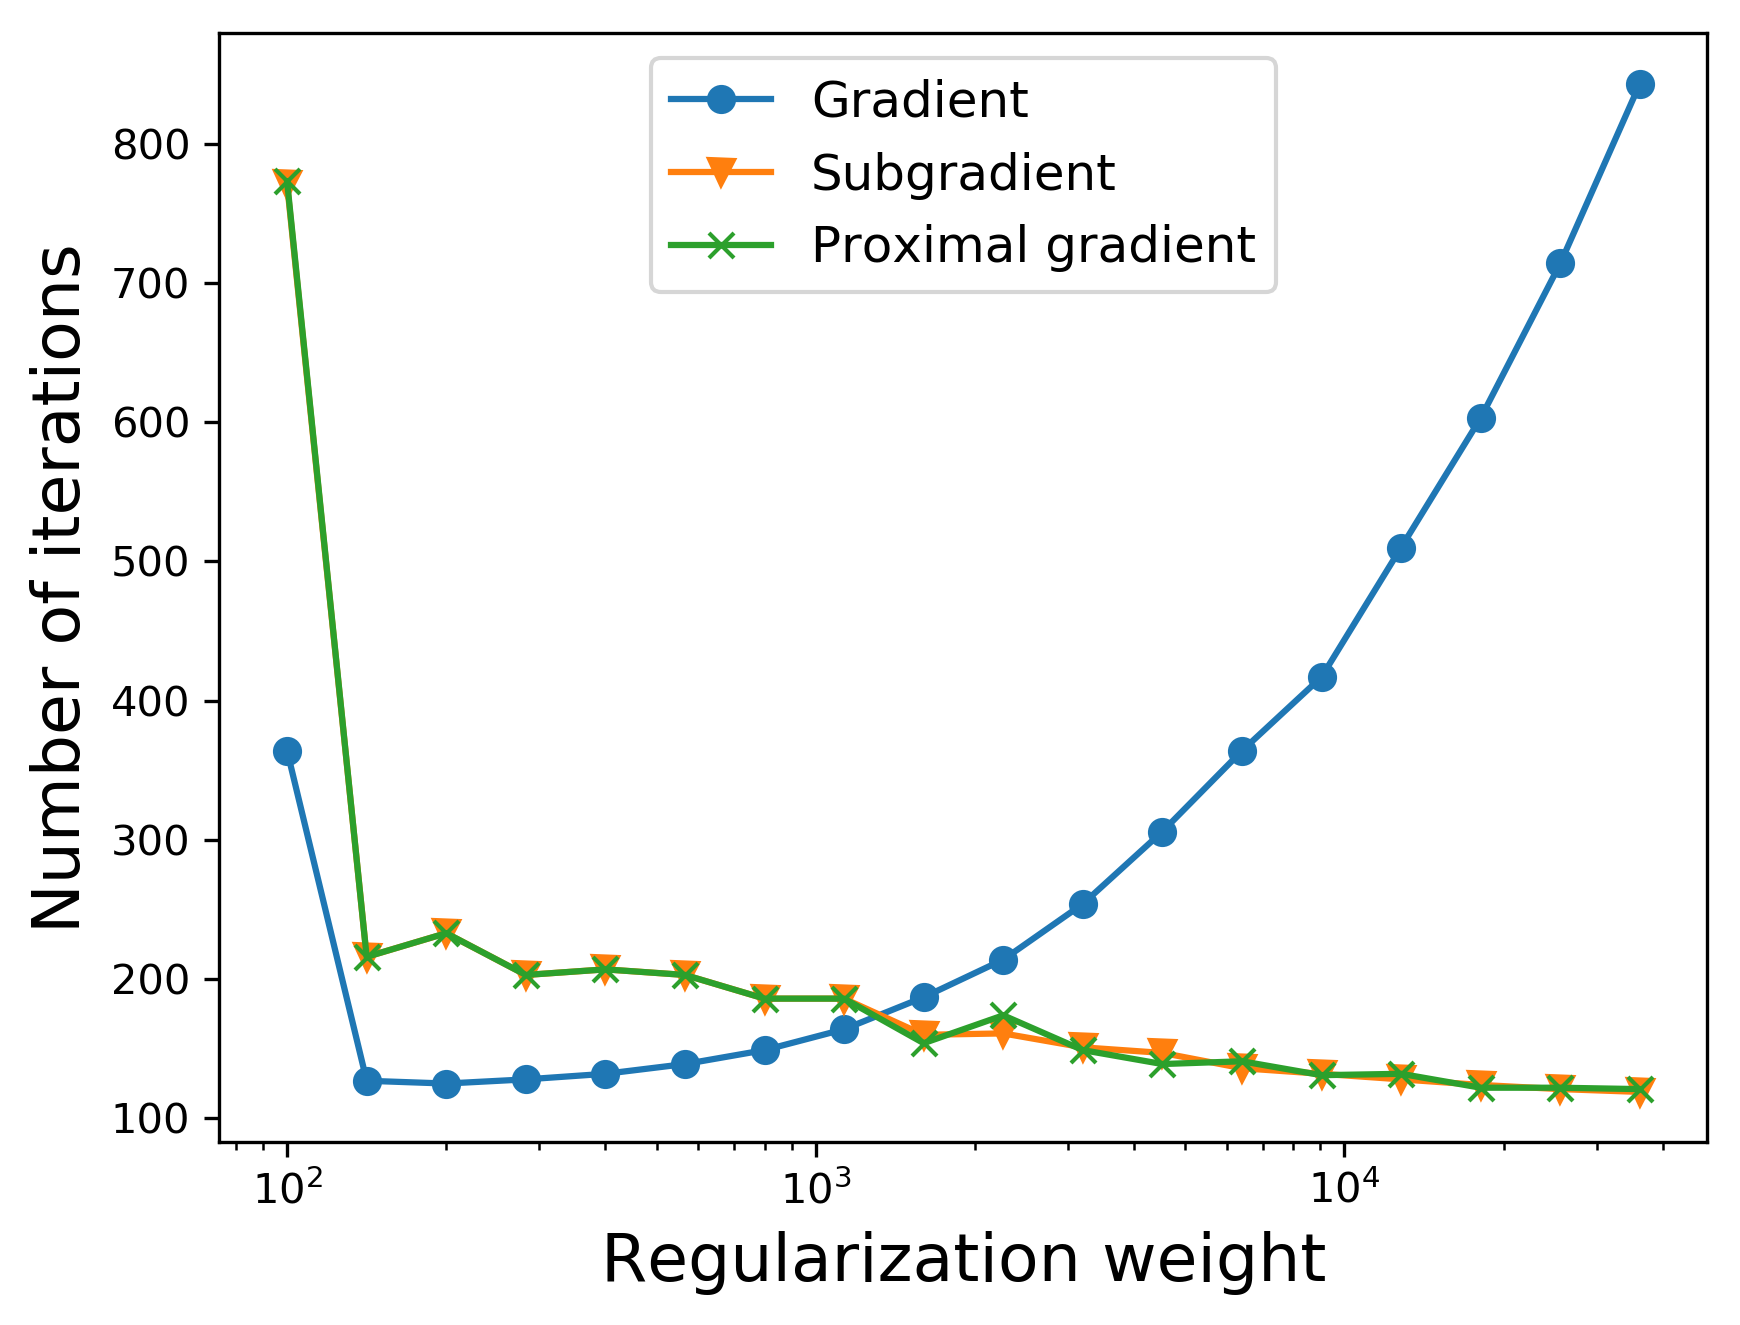 Gradient
Subgradient
Proximal gradient
Number of iterations
800
700
600
500
400
300
200
100
10²
10³
10⁴
Regularization weight